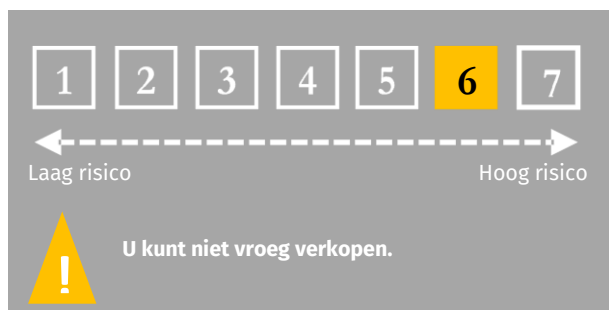 1 2 3 4 5 6 7
Laag risico Hoog risico
! U kunt niet vroeg verkopen.